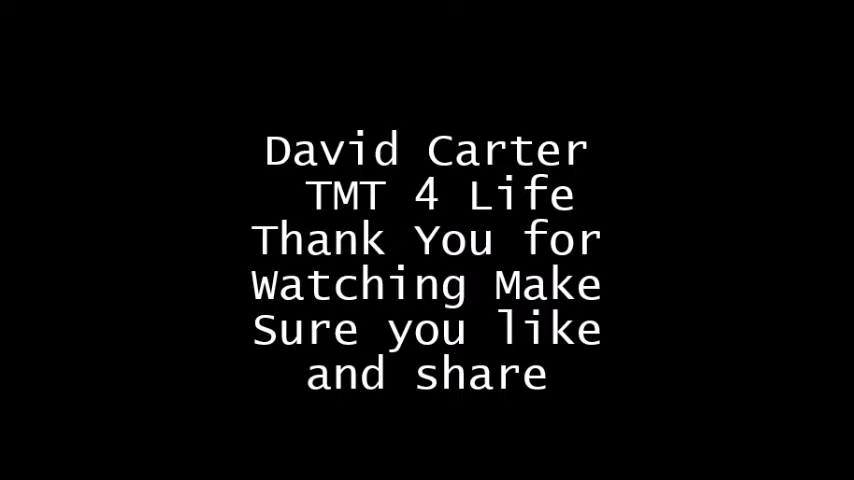 David Carter
TMT 4 Life
Thank You for
Watching Make
Sure you like
and share